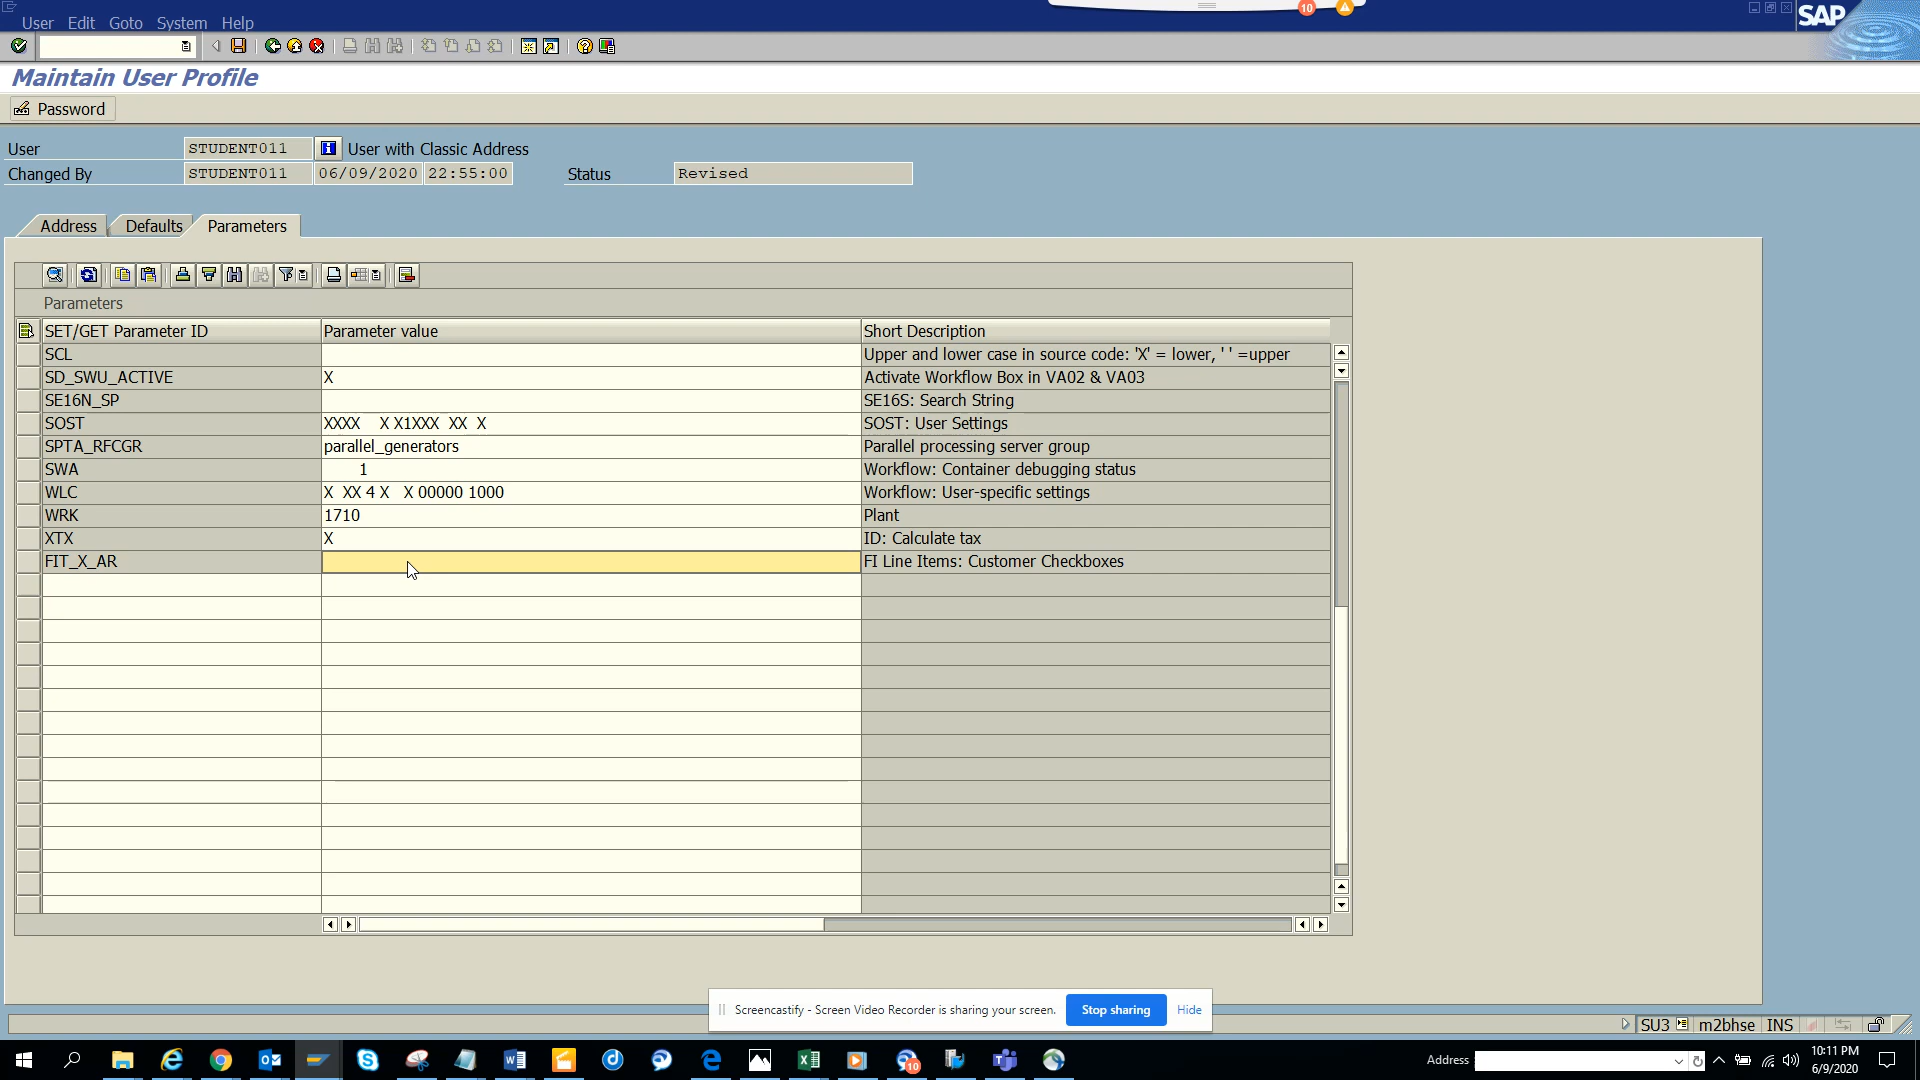 User Edit Goto System Help
SAP
10
Maintain User Profile
Password
User STUDENT011 User with Classic Address
Changed By STUDENT011 06/09/2020 22:55:00 Status Revised
Address Defaults Parameters
Parameters
SET/GET Parameter ID Parameter value Short Description
SCL Upper and lower case in source code: 'X' = lower, ' ' =upper
SD_SWU_ACTIVE X Activate Workflow Box in VA02 & VA03
SE16N_SP SE16S: Search String
SOST XXXX X X1XXX XX X SOST: User Settings
SPTA_RFCGR parallel_generators Parallel processing server group
SWA 1 Workflow: Container debugging status
WLC X XX 4 X X 00000 1000 Workflow: User-specific settings
WRK 1710 Plant
XTX X ID: Calculate tax
FIT_X_AR FI Line Items: Customer Checkboxes
Screencastify - Screen Video Recorder is sharing your screen. Stop sharing Hide
SU3 m2bhse INS
10
Address
10:11 PM
6/9/2020